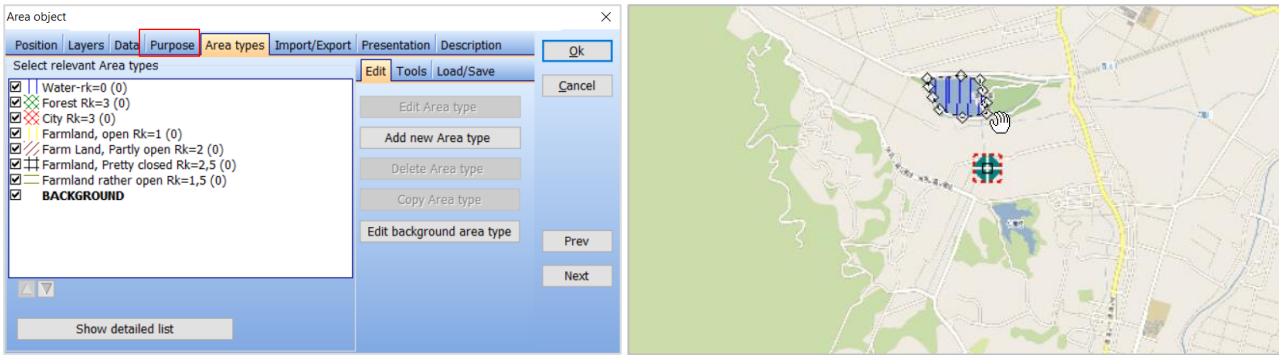 Area object
Position Layers Data Purpose Area types Import/Export Presentation Description
Ok
Cancel
Prev
Next
Select relevant Area types
Water-rk=0 (0)
Forest Rk=3 (0)
City Rk=3 (0)
Farmland, open Rk=1 (0)
Farm Land, Partly open Rk=2 (0)
Farmland, Pretty closed Rk=2,5 (0)
Farmland rather open Rk=1,5 (0)
BACKGROUND
Show detailed list
Edit Tools Load/Save
Edit Area type
Add new Area type
Delete Area type
Copy Area type
Edit background area type